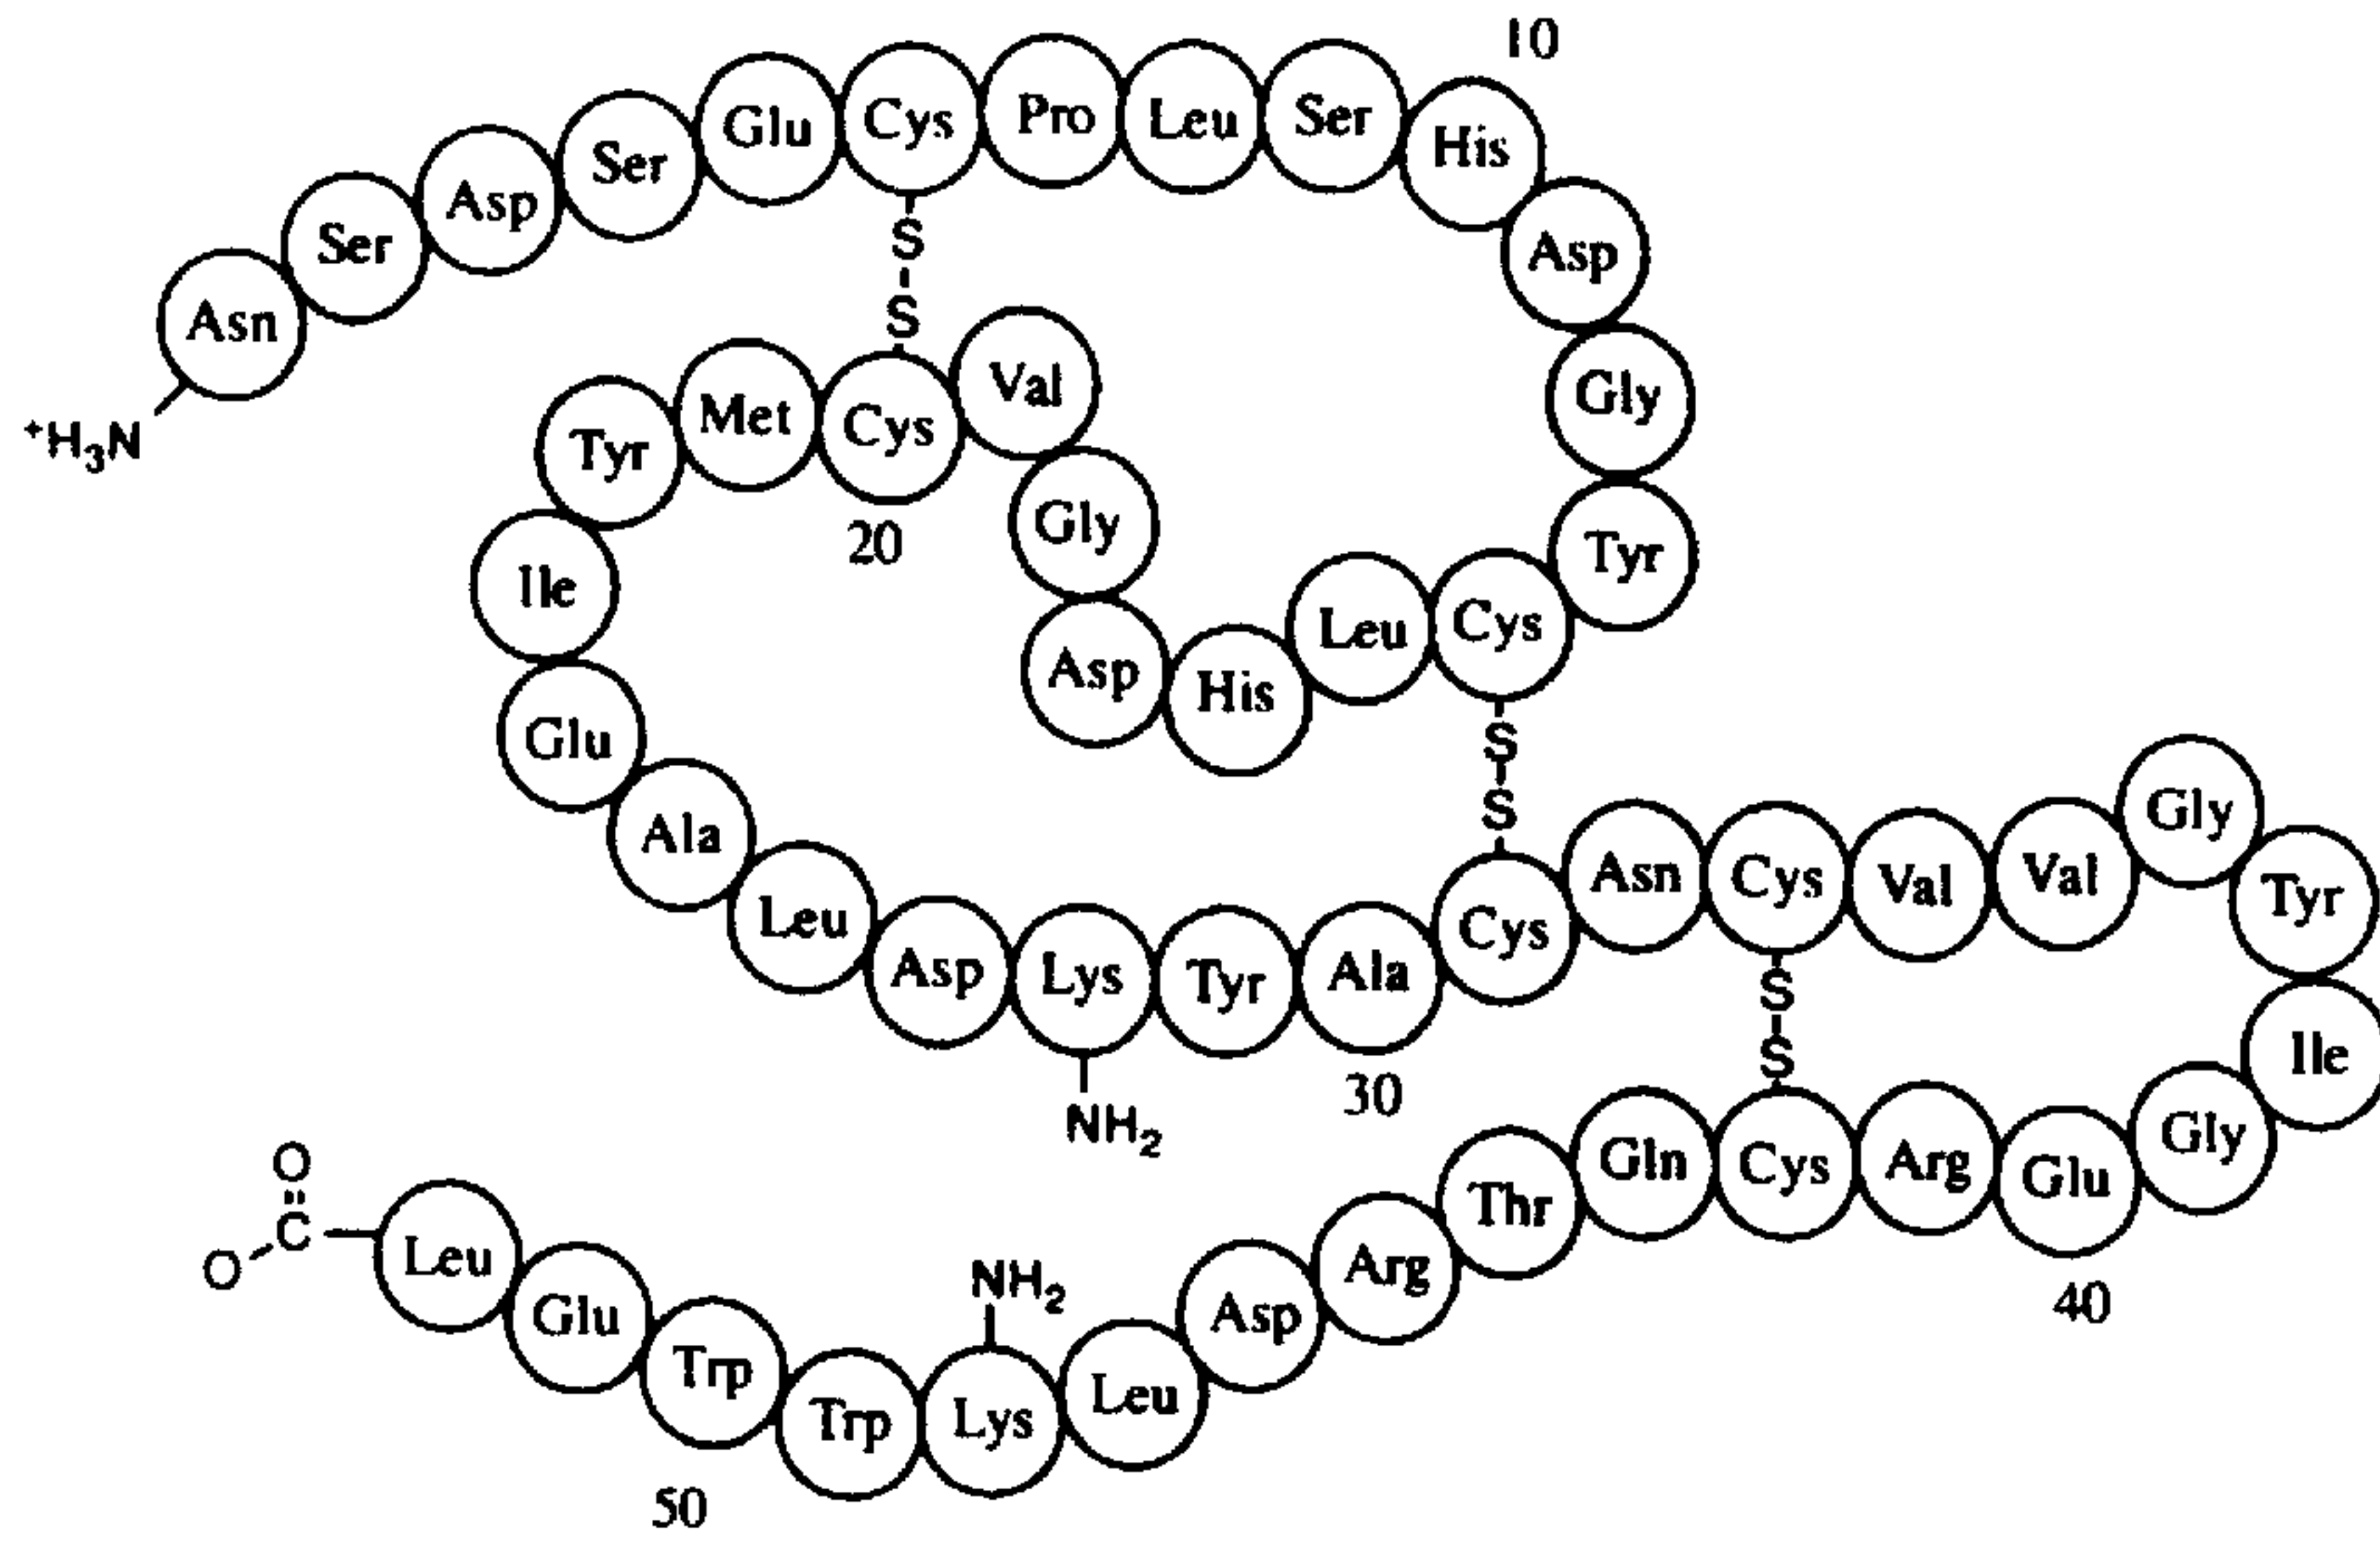 10
Asn Ser Asp Ser Glu Cys Pro Leu Ser His
Asp
Gly
Tyr
+H3N
S
S
Cys Leu His Asp Gly Val Cys Met Tyr
20
Ile
Glu
Ala
Leu
Asp Lys Tyr Ala Cys Asn Cys Val Val Gly
S
S
NH2
30
Tyr
Ile
Gly
S
S
Glu Arg Cys Gln Thr Arg Asp Leu Lys Trp Trp Glu Leu
40
NH2
50
O
C
O